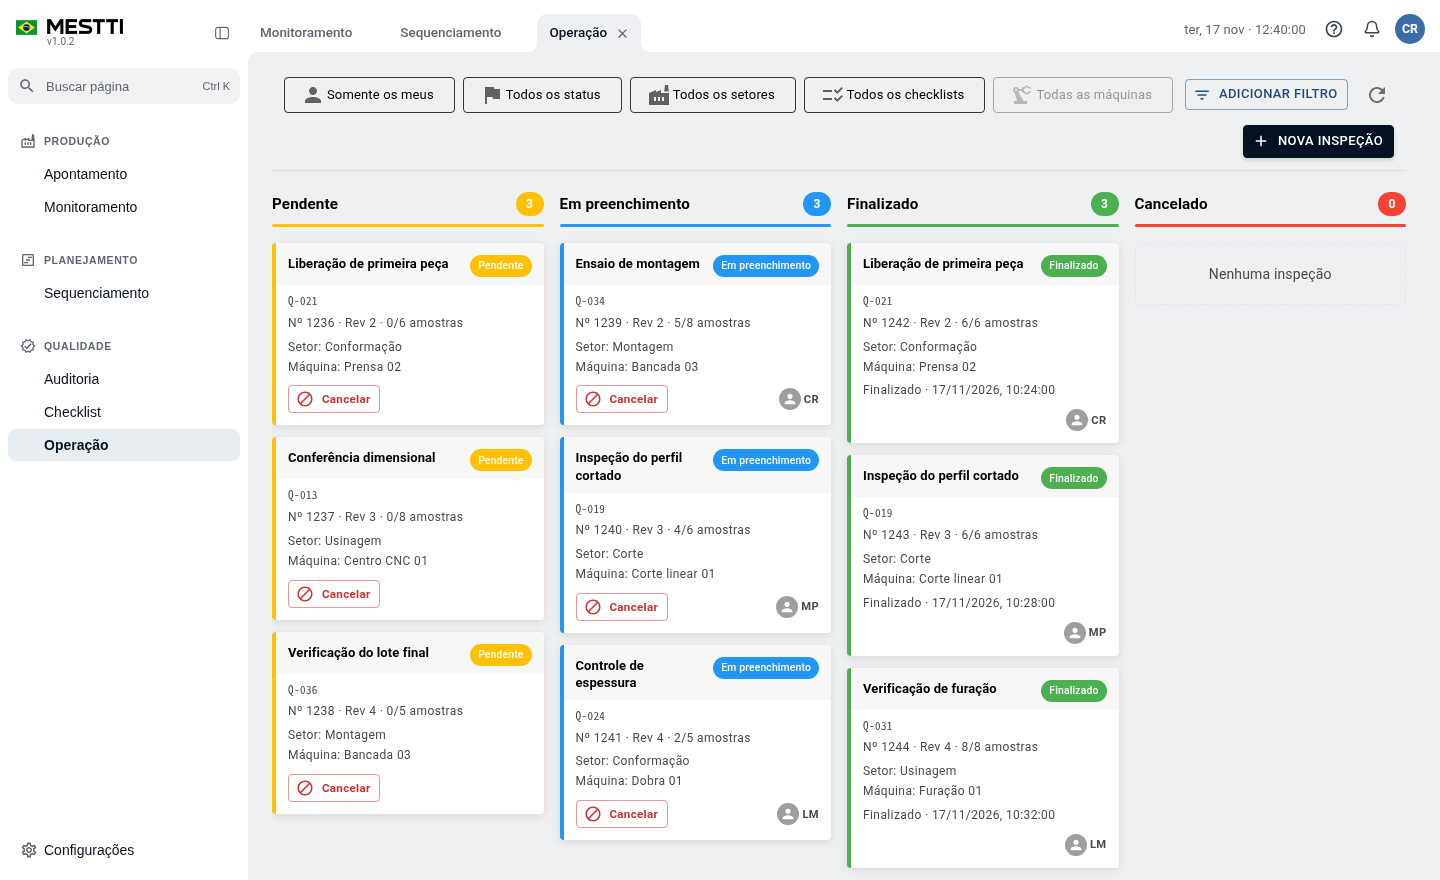 MESTTI
v1.0.2
Buscar página
Ctrl K
PRODUÇÃO
Apontamento
Monitoramento
PLANEJAMENTO
Sequenciamento
QUALIDADE
Auditoria
Checklist
Operação
Configurações
Monitoramento
Sequenciamento
Operação
ter, 17 nov · 12:40:00
CR
Somente os meus
Todos os status
Todos os setores
Todos os checklists
Todas as máquinas
ADICIONAR FILTRO
NOVA INSPEÇÃO
Pendente
3
Liberação de primeira peça
Pendente
Q-021
Nº 1236 · Rev 2 · 0/6 amostras
Setor: Conformação
Máquina: Prensa 02
Cancelar
Conferência dimensional
Pendente
Q-013
Nº 1237 · Rev 3 · 0/8 amostras
Setor: Usinagem
Máquina: Centro CNC 01
Cancelar
Verificação do lote final
Pendente
Q-036
Nº 1238 · Rev 4 · 0/5 amostras
Setor: Montagem
Máquina: Bancada 03
Cancelar
Em preenchimento
3
Ensaio de montagem
Em preenchimento
Q-034
Nº 1239 · Rev 2 · 5/8 amostras
Setor: Montagem
Máquina: Bancada 03
Cancelar
CR
Inspeção do perfil
cortado
Em preenchimento
Q-019
Nº 1240 · Rev 3 · 4/6 amostras
Setor: Corte
Máquina: Corte linear 01
Cancelar
MP
Controle de
espessura
Em preenchimento
Q-024
Nº 1241 · Rev 4 · 2/5 amostras
Setor: Conformação
Máquina: Dobra 01
Cancelar
LM
Finalizado
3
Liberação de primeira peça
Finalizado
Q-021
Nº 1242 · Rev 2 · 6/6 amostras
Setor: Conformação
Máquina: Prensa 02
Finalizado · 17/11/2026, 10:24:00
CR
Inspeção do perfil cortado
Finalizado
Q-019
Nº 1243 · Rev 3 · 6/6 amostras
Setor: Corte
Máquina: Corte linear 01
Finalizado · 17/11/2026, 10:28:00
MP
Verificação de furação
Finalizado
Q-031
Nº 1244 · Rev 4 · 8/8 amostras
Setor: Usinagem
Máquina: Furação 01
Finalizado · 17/11/2026, 10:32:00
LM
Cancelado
0
Nenhuma inspeção